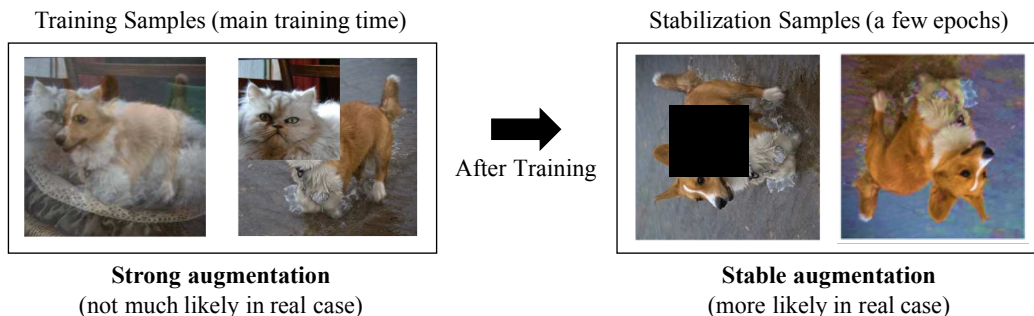 Training Samples (main training time)
Stabilization Samples (a few epochs)
After Training
Strong augmentation
(not much likely in real case)
Stable augmentation
(more likely in real case)